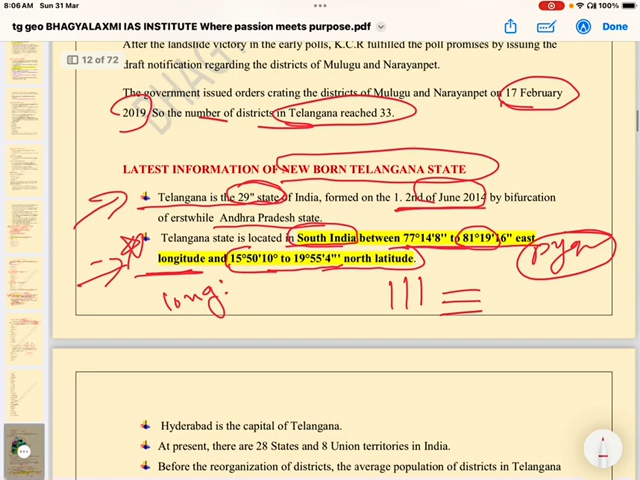 8:06 AM Sun 31 Mar
100%
tg geo BHAGYALAXMI IAS INSTITUTE Where passion meets purpose.pdf
Done
After the landslide victory in the early polls, K.C.R fulfilled the poll promises by issuing the
12 of 72
draft notification regarding the districts of Mulugu and Narayanpet.
The government issued orders crating the districts of Mulugu and Narayanpet on 17 February
2019. So the number of districts in Telangana reached 33.
LATEST INFORMATION OF NEW BORN TELANGANA STATE
Telangana is the 29" state of India, formed on the 1. 2nd of June 2014 by bifurcation
of erstwhile Andhra Pradesh state.
Telangana state is located in South India between 77°14'8" to 81°19'16" east
longitude and 15°50'10" to 19°55'4"' north latitude.
long:
Hyderabad is the capital of Telangana.
At present, there are 28 States and 8 Union territories in India.
Before the reorganization of districts, the average population of districts in Telangana